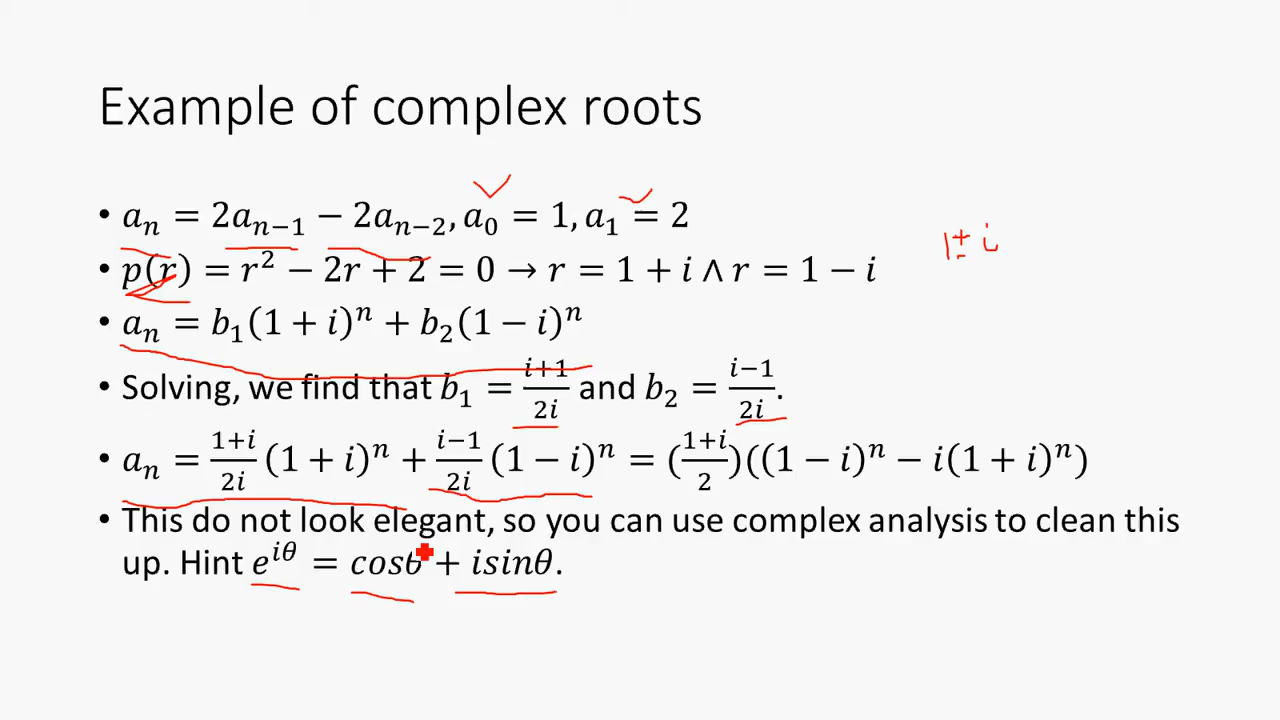 Example of complex roots
• aₙ = 2aₙ₋₁ − 2aₙ₋₂, a₀ = 1, a₁ = 2
1 ± i
• p(r) = r² − 2r + 2 = 0 → r = 1 + i ∧ r = 1 − i
• aₙ = b₁(1 + i)ⁿ + b₂(1 − i)ⁿ
• Solving, we find that b₁ = (i+1)/(2i) and b₂ = (i−1)/(2i).
• aₙ = (1+i)/(2i) (1 + i)ⁿ + (i−1)/(2i) (1 − i)ⁿ = ((1+i)/2)((1 − i)ⁿ − i(1 + i)ⁿ)
• This do not look elegant, so you can use complex analysis to clean this
up. Hint e^{iθ} = cosθ + isinθ.